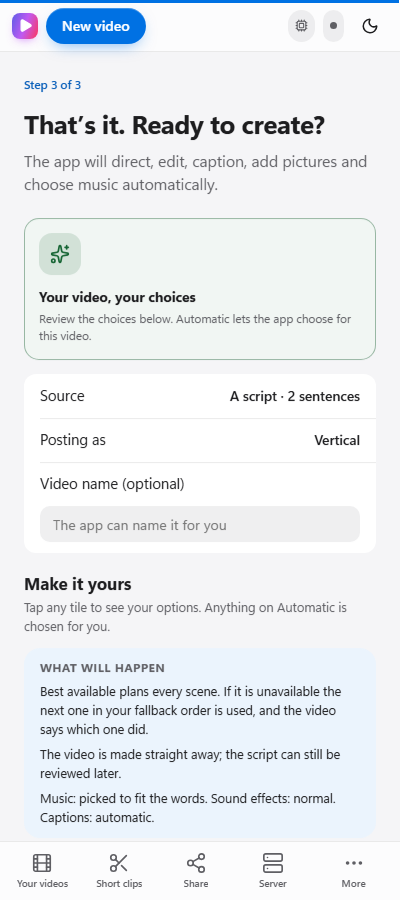 New video
Step 3 of 3
That's it. Ready to create?
The app will direct, edit, caption, add pictures and
choose music automatically.
Your video, your choices
Review the choices below. Automatic lets the app choose for
this video.
Source
A script · 2 sentences
Posting as
Vertical
Video name (optional)
The app can name it for you
Make it yours
Tap any tile to see your options. Anything on Automatic is
chosen for you.
WHAT WILL HAPPEN
Best available plans every scene. If it is unavailable the
next one in your fallback order is used, and the video
says which one did.
The video is made straight away; the script can still be
reviewed later.
Music: picked to fit the words. Sound effects: normal.
Captions: automatic.
Your videos
Short clips
Share
Server
More